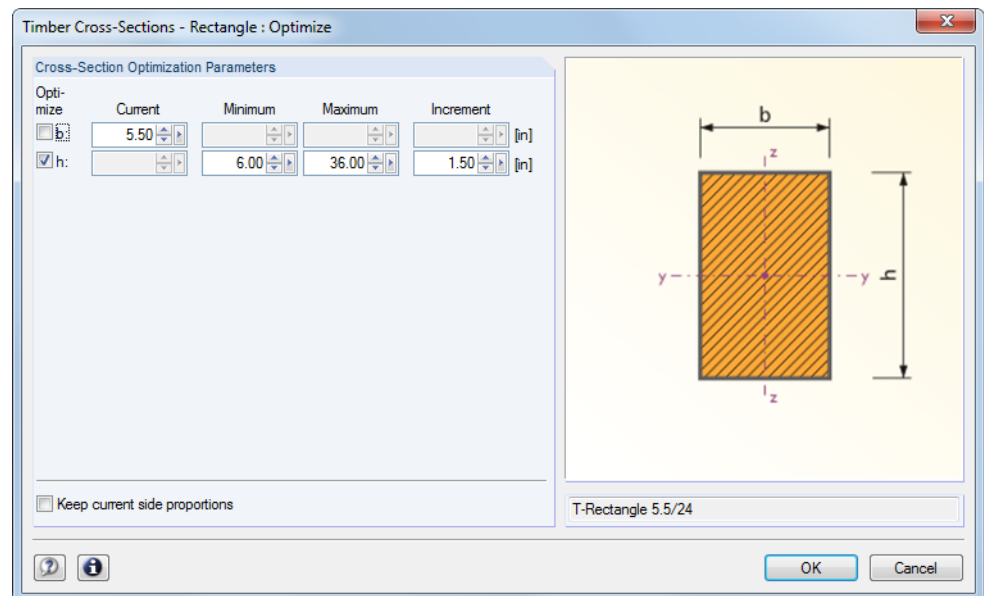 Timber Cross-Sections - Rectangle : Optimize
Cross-Section Optimization Parameters
Opti-
mize Current Minimum Maximum Increment
b: 5.50 [in]
h: 6.00 36.00 1.50 [in]
Keep current side proportions
b
z
y y h
z
T-Rectangle 5.5/24
OK Cancel